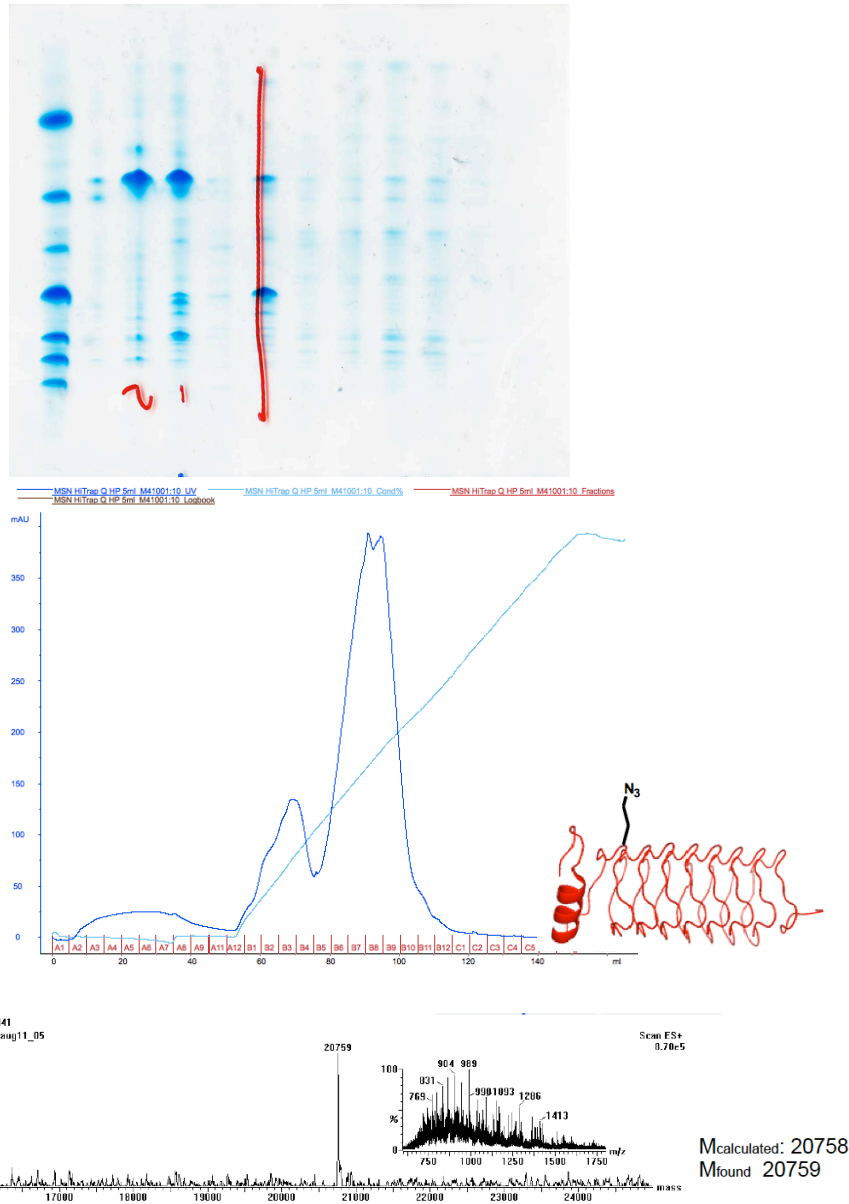 2 1
MSN HiTrap Q HP 5ml M41001:10_UV MSN HiTrap Q HP 5ml M41001:10_Cond% MSN HiTrap Q HP 5ml M41001:10_Fractions
MSN HiTrap Q HP 5ml M41001:10_Logbook
mAU
350
300
250
200
150
100
50
0
A1 A2 A3 A4 A5 A6 A7 A8 A9 A11 A12 B1 B2 B3 B4 B5 B6 B7 B8 B9 B10 B11 B12 C1 C2 C3 C4 C5
0 20 40 60 80 100 120 140 ml
N3
41
aug11_05
Scan ES+
8.70e5
20759
100
%
0
769 831 904 989 990 1093 1286 1413
750 1000 1250 1500 1750 m/z
17000 18000 19000 20000 21000 22000 23000 24000 mass
Mcalculated: 20758
Mfound 20759